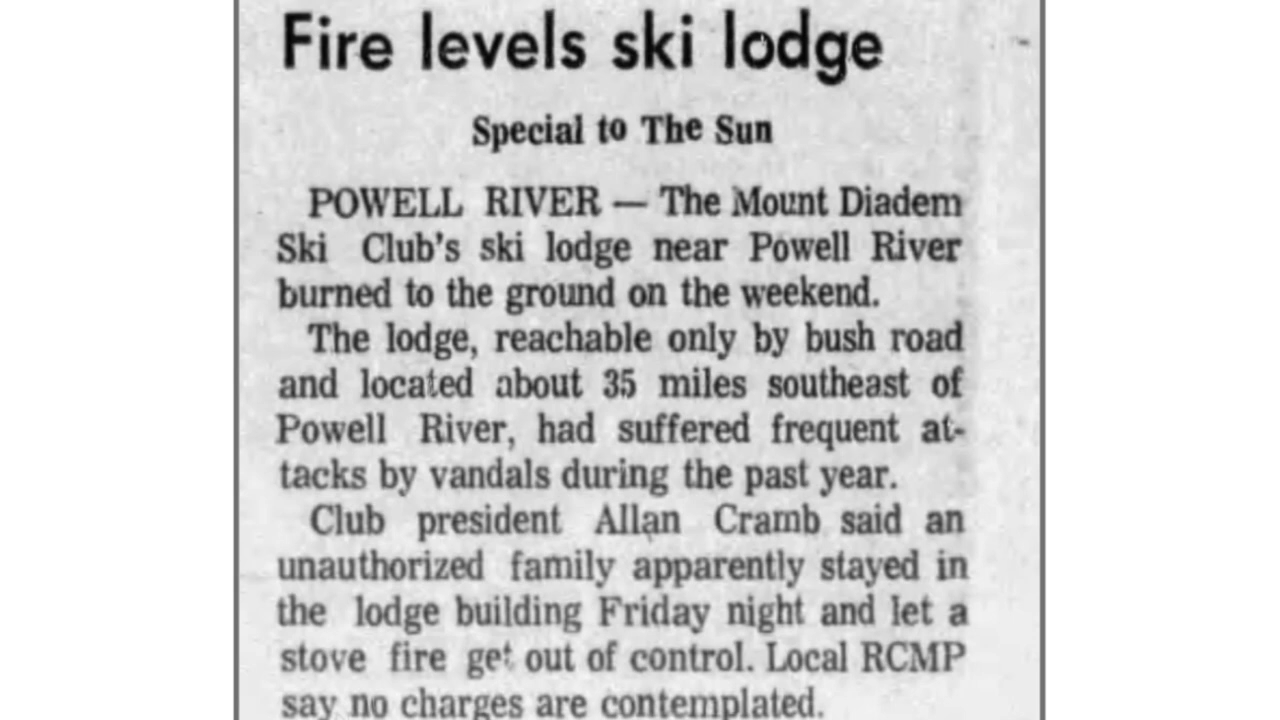 Fire levels ski lodge
Special to The Sun
POWELL RIVER — The Mount Diadem
Ski Club's ski lodge near Powell River
burned to the ground on the weekend.
The lodge, reachable only by bush road
and located about 35 miles southeast of
Powell River, had suffered frequent at-
tacks by vandals during the past year.
Club president Allan Cramb said an
unauthorized family apparently stayed in
the lodge building Friday night and let a
stove fire get out of control. Local RCMP
say no charges are contemplated.